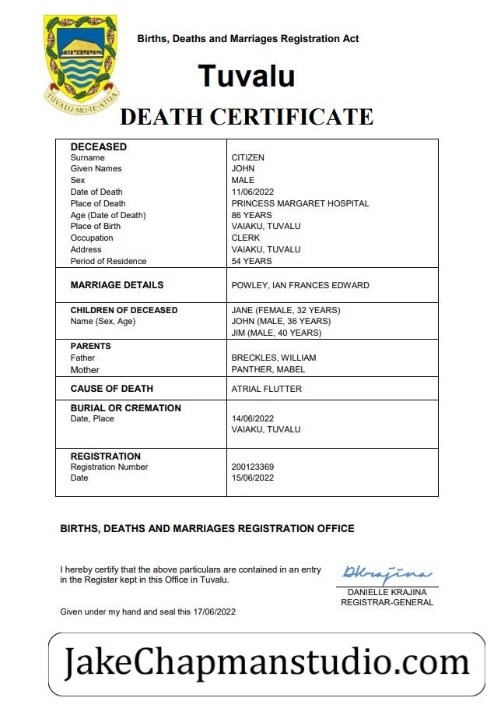 Births, Deaths and Marriages Registration Act
Tuvalu
TUVALU-MO-TE-ATUA
DEATH CERTIFICATE
DECEASED
Surname CITIZEN
Given Names JOHN
Sex MALE
Date of Death 11/06/2022
Place of Death PRINCESS MARGARET HOSPITAL
Age (Date of Death) 86 YEARS
Place of Birth VAIAKU, TUVALU
Occupation CLERK
Address VAIAKU, TUVALU
Period of Residence 54 YEARS
MARRIAGE DETAILS POWLEY, IAN FRANCES EDWARD
CHILDREN OF DECEASED JANE (FEMALE, 32 YEARS)
Name (Sex, Age) JOHN (MALE, 36 YEARS)
JIM (MALE, 40 YEARS)
PARENTS
Father BRECKLES, WILLIAM
Mother PANTHER, MABEL
CAUSE OF DEATH ATRIAL FLUTTER
BURIAL OR CREMATION
Date, Place 14/06/2022
VAIAKU, TUVALU
REGISTRATION
Registration Number 200123369
Date 15/06/2022
BIRTHS, DEATHS AND MARRIAGES REGISTRATION OFFICE
I hereby certify that the above particulars are contained in an entry
in the Register kept in this Office in Tuvalu.
DKrajina
DANIELLE KRAJINA
REGISTRAR-GENERAL
Given under my hand and seal this 17/06/2022
JakeChapmanstudio.com